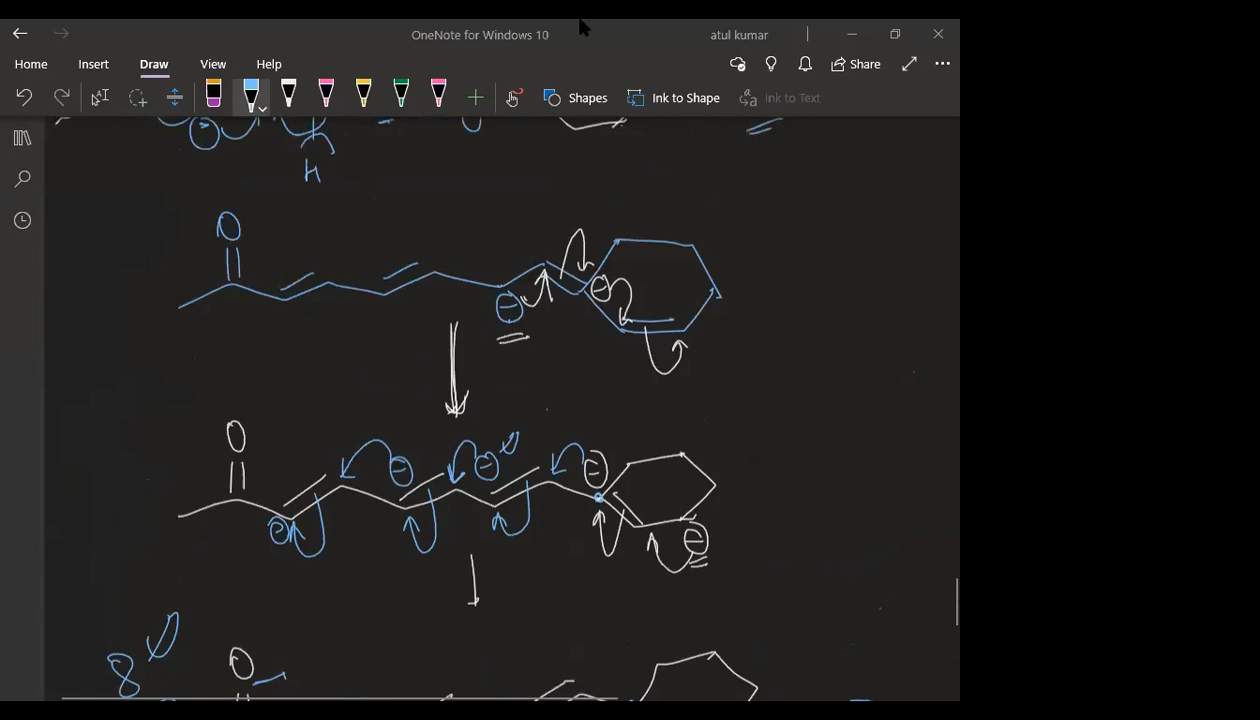 OneNote for Windows 10
atul kumar
Home Insert Draw View Help
Share
Shapes Ink to Shape Ink to Text
H
O
⊖
⊖
O
⊖ ⊖ ⊖
⊖ ⊖
8
O